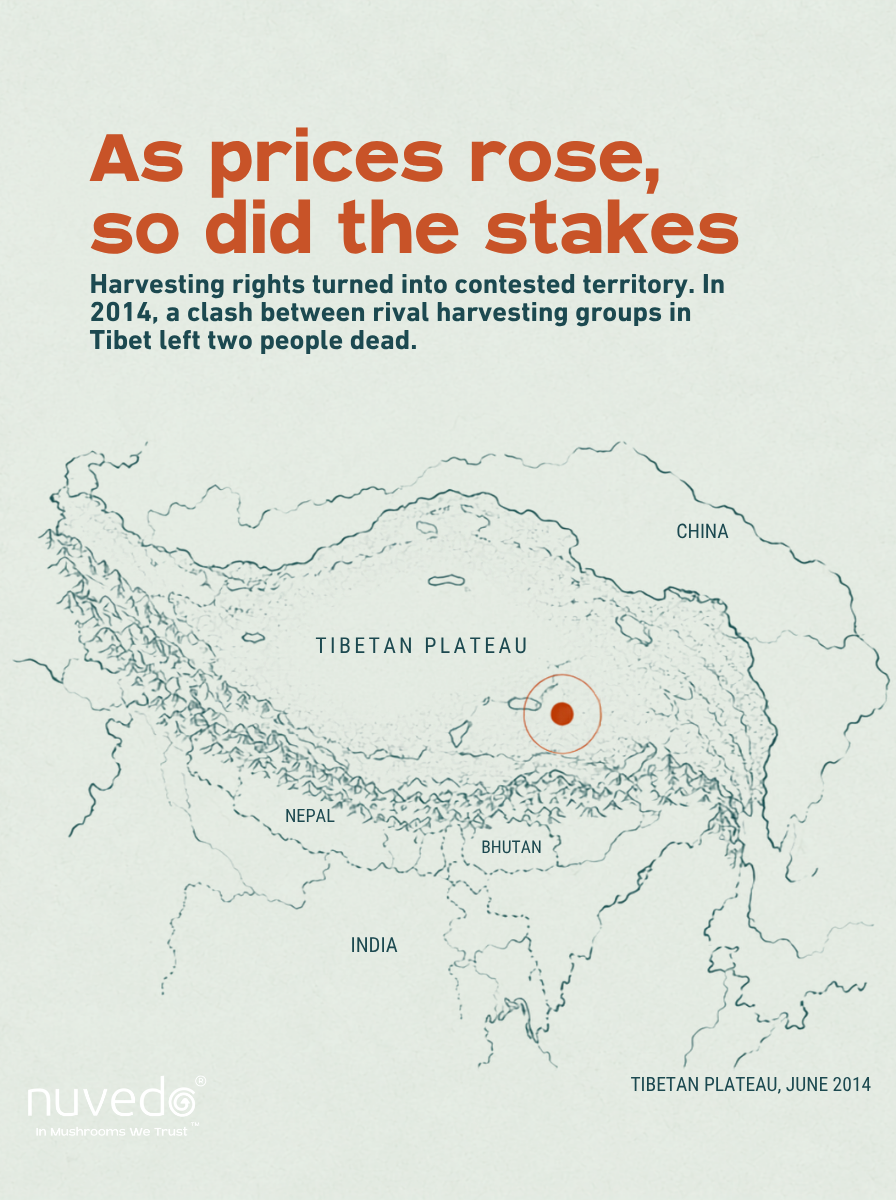 As prices rose,
so did the stakes
Harvesting rights turned into contested territory. In
2014, a clash between rival harvesting groups in
Tibet left two people dead.
CHINA
TIBETAN PLATEAU
NEPAL
BHUTAN
INDIA
TIBETAN PLATEAU, JUNE 2014
nuvedo®
In Mushrooms We Trust™